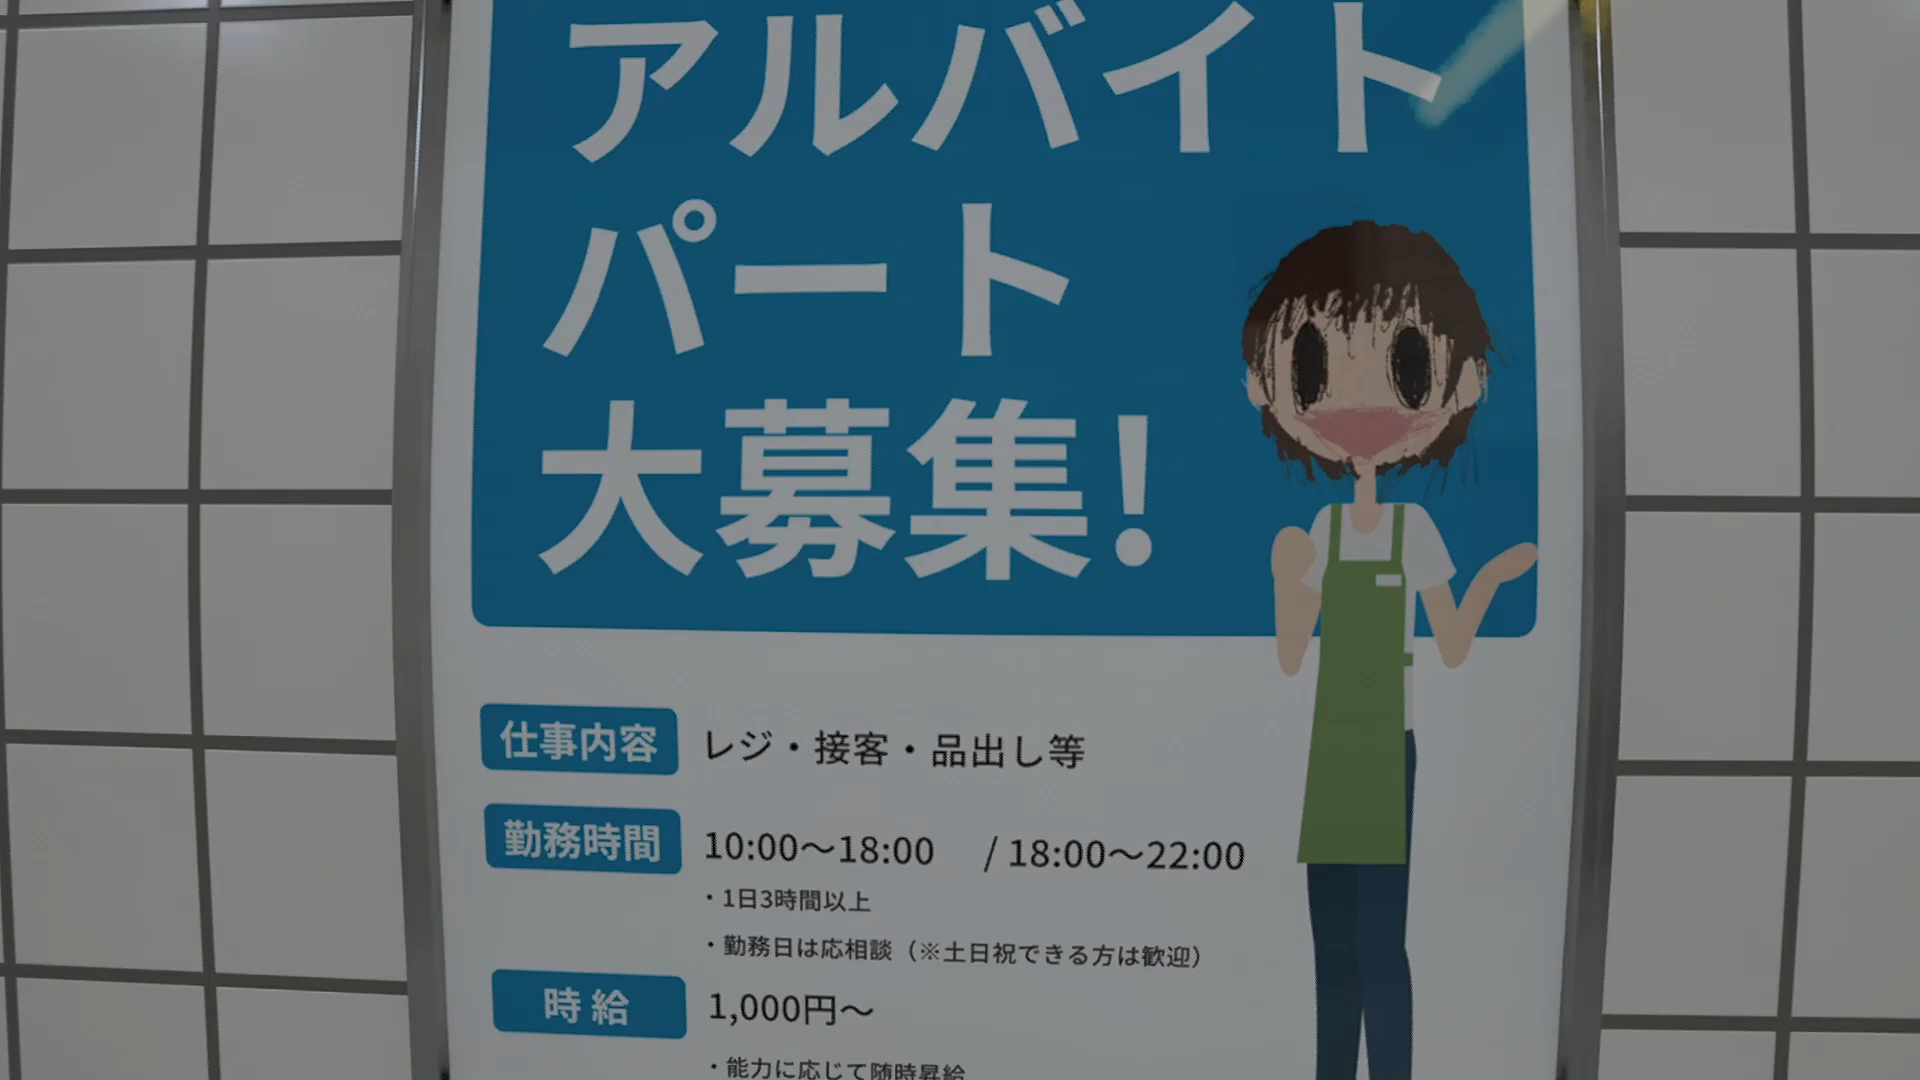 アルバイト
パート
大募集!
仕事内容 レジ・接客・品出し等
勤務時間 10:00～18:00 / 18:00～22:00
・1日3時間以上
・勤務日は応相談（※土日祝できる方は歓迎）
時給 1,000円～
・能力に応じて随時昇給